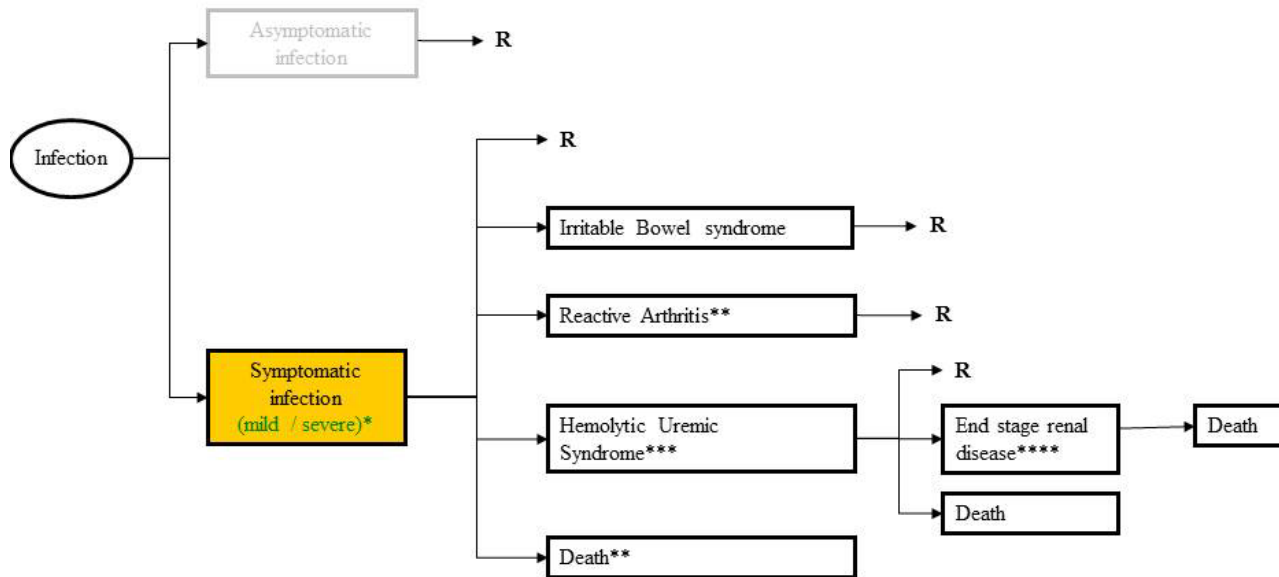 Asymptomatic
infection
R
R
Infection
Irritable Bowel syndrome
R
Reactive Arthritis**
R
Symptomatic
infection
(mild / severe)*
R
Hemolytic Uremic
Syndrome***
End stage renal
disease****
Death
Death
Death**